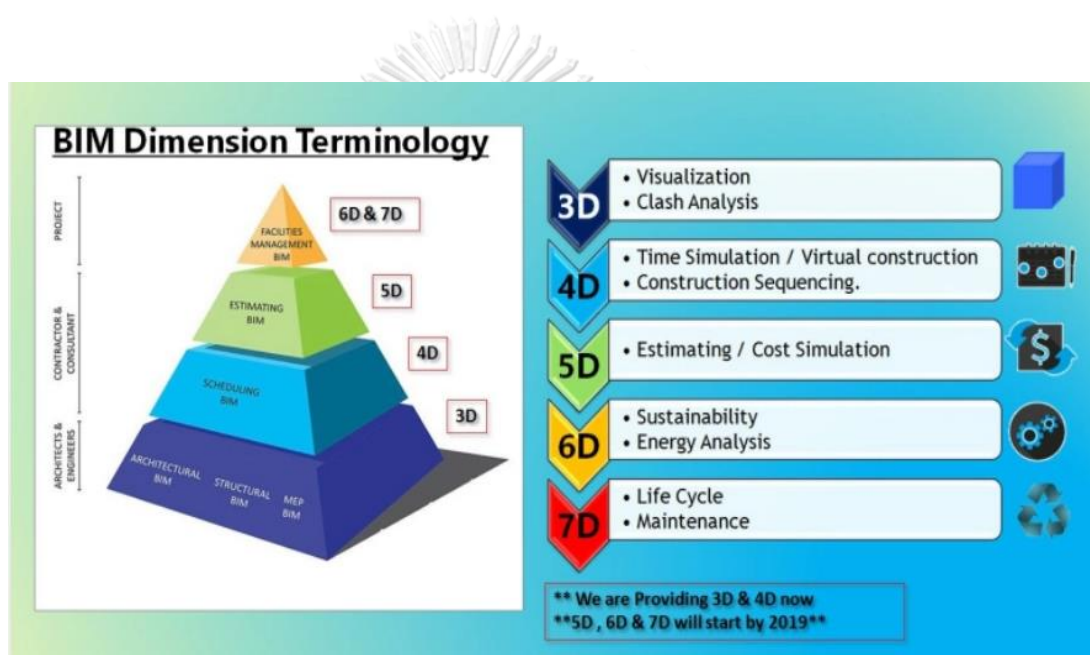 BIM Dimension Terminology
PROJECT
CONTRACTOR &
CONSULTANT
ARCHITECTS &
ENGINEERS
FACILITIES
MANAGEMENT
BIM
6D & 7D
ESTIMATING
BIM
5D
SCHEDULING
BIM
4D
ARCHITECTURAL
BIM
STRUCTURAL
BIM
MEP
BIM
3D
3D
• Visualization
• Clash Analysis
4D
• Time Simulation / Virtual construction
• Construction Sequencing.
5D
• Estimating / Cost Simulation
$
6D
• Sustainability
• Energy Analysis
7D
• Life Cycle
• Maintenance
** We are Providing 3D & 4D now
**5D , 6D & 7D will start by 2019**